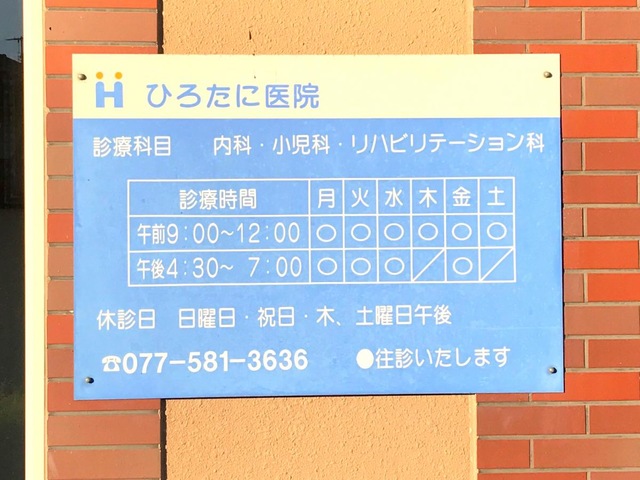 H ひろたに医院
診療科目 内科・小児科・リハビリテーション科
診療時間 月 火 水 木 金 土
午前9:00〜12:00 ○ ○ ○ ○ ○ ○
午後4:30〜 7:00 ○ ○ ○ / ○ /
休診日 日曜日・祝日・木、土曜日午後
☎077-581-3636 ●往診いたします